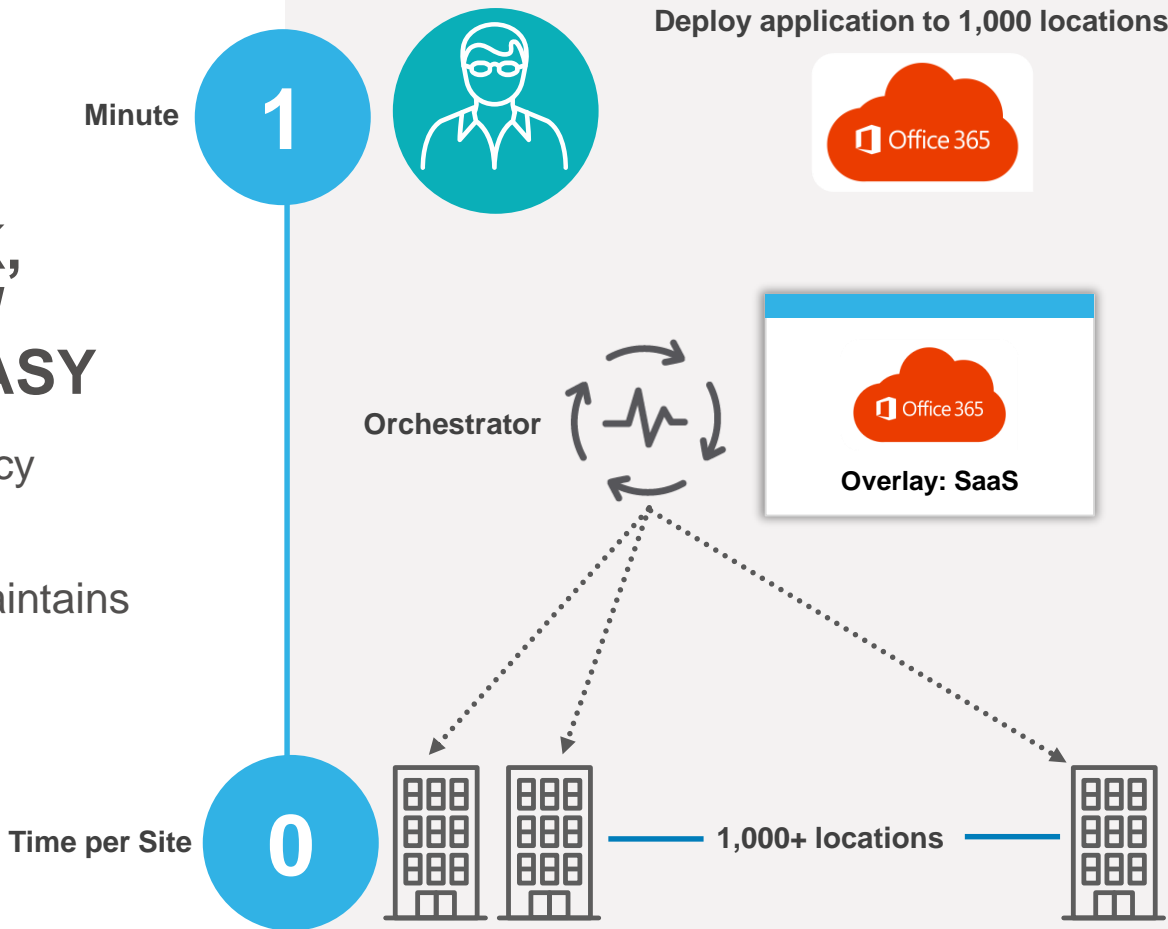 Deploy application to 1,000 locations
Minute
1
Office 365
,
ASY
Orchestrator
Office 365
Overlay: SaaS
cy
aintains
Time per Site
0
1,000+ locations